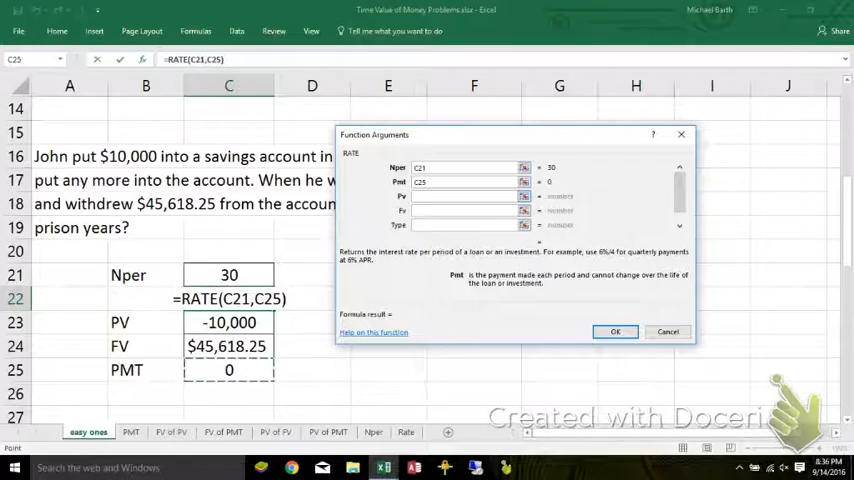 Time Value of Money Problems.xlsx - Excel
Michael Barth
File Home Insert Page Layout Formulas Data Review View Tell me what you want to do Share
C25 fx =RATE(C21,C25)
A B C D E F G H I J
14
15
16 John put $10,000 into a savings account in
17 put any more into the account. When he w
18 and withdrew $45,618.25 from the accoun
19 prison years?
20
21 Nper 30
22 =RATE(C21,C25)
23 PV -10,000
24 FV $45,618.25
25 PMT 0
26
27
Function Arguments ?
RATE
Nper C21 = 30
Pmt C25 = 0
Pv = number
Fv = number
Type = number
=
Returns the interest rate per period of a loan or an investment. For example, use 6%/4 for quarterly payments
at 6% APR.
Pmt is the payment made each period and cannot change over the life of
the loan or investment.
Formula result =
Help on this function OK Cancel
Created with Doceri
easy ones PMT FV of PV FV of PMT PV of FV PV of PMT Nper Rate
Point
Search the web and Windows
8:36 PM
9/14/2016